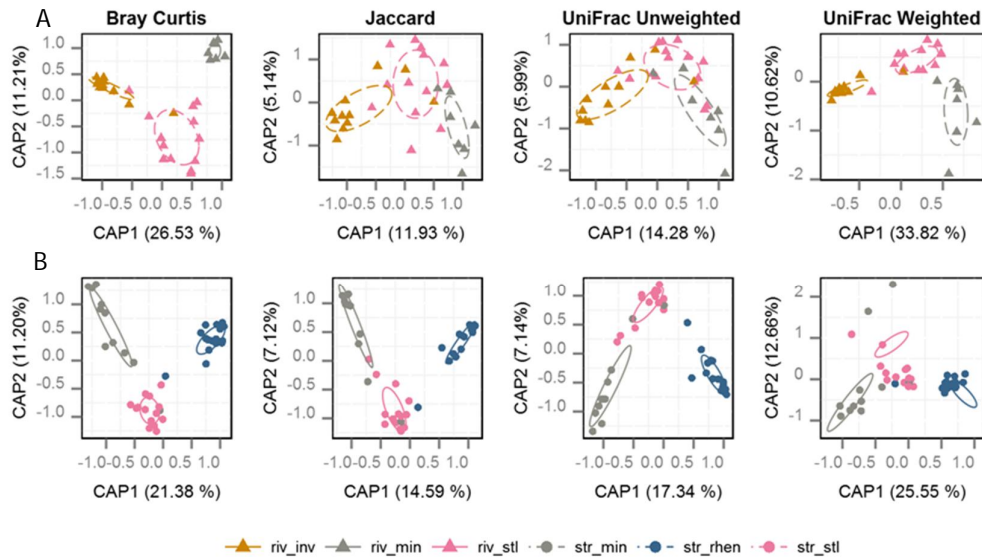 A
Bray Curtis
Jaccard
UniFrac Unweighted
UniFrac Weighted
CAP2 (11.21%)
1.0
0.5
0.0
-0.5
-1.0
-1.5
-1.0 -0.5 0.0 0.5 1.0
CAP1 (26.53 %)
CAP2 (5.14%)
1
0
-1
-1.0 -0.5 0.0 0.5 1.0
CAP1 (11.93 %)
CAP2 (5.99%)
1
0
-1
-2
-1.0 -0.5 0.0 0.5 1.0
CAP1 (14.28 %)
CAP2 (10.62%)
0
-1
-2
-0.5 0.0 0.5 1.0
CAP1 (33.82 %)
B
CAP2 (11.20%)
1.0
0.5
0.0
-0.5
-1.0
-1.0 -0.5 0.0 0.5 1.0
CAP1 (21.38 %)
CAP2 (7.12%)
1.0
0.5
0.0
-0.5
-1.0
-1.0 -0.5 0.0 0.5 1.0
CAP1 (14.59 %)
CAP2 (7.14%)
1.0
0.5
0.0
-0.5
-1.0
-1.0 -0.5 0.0 0.5 1.0
CAP1 (17.34 %)
CAP2 (12.66%)
2
1
0
-1
-1.0 -0.5 0.0 0.5 1.0
CAP1 (25.55 %)
riv_inv riv_min riv_stl str_min str_rhen str_stl